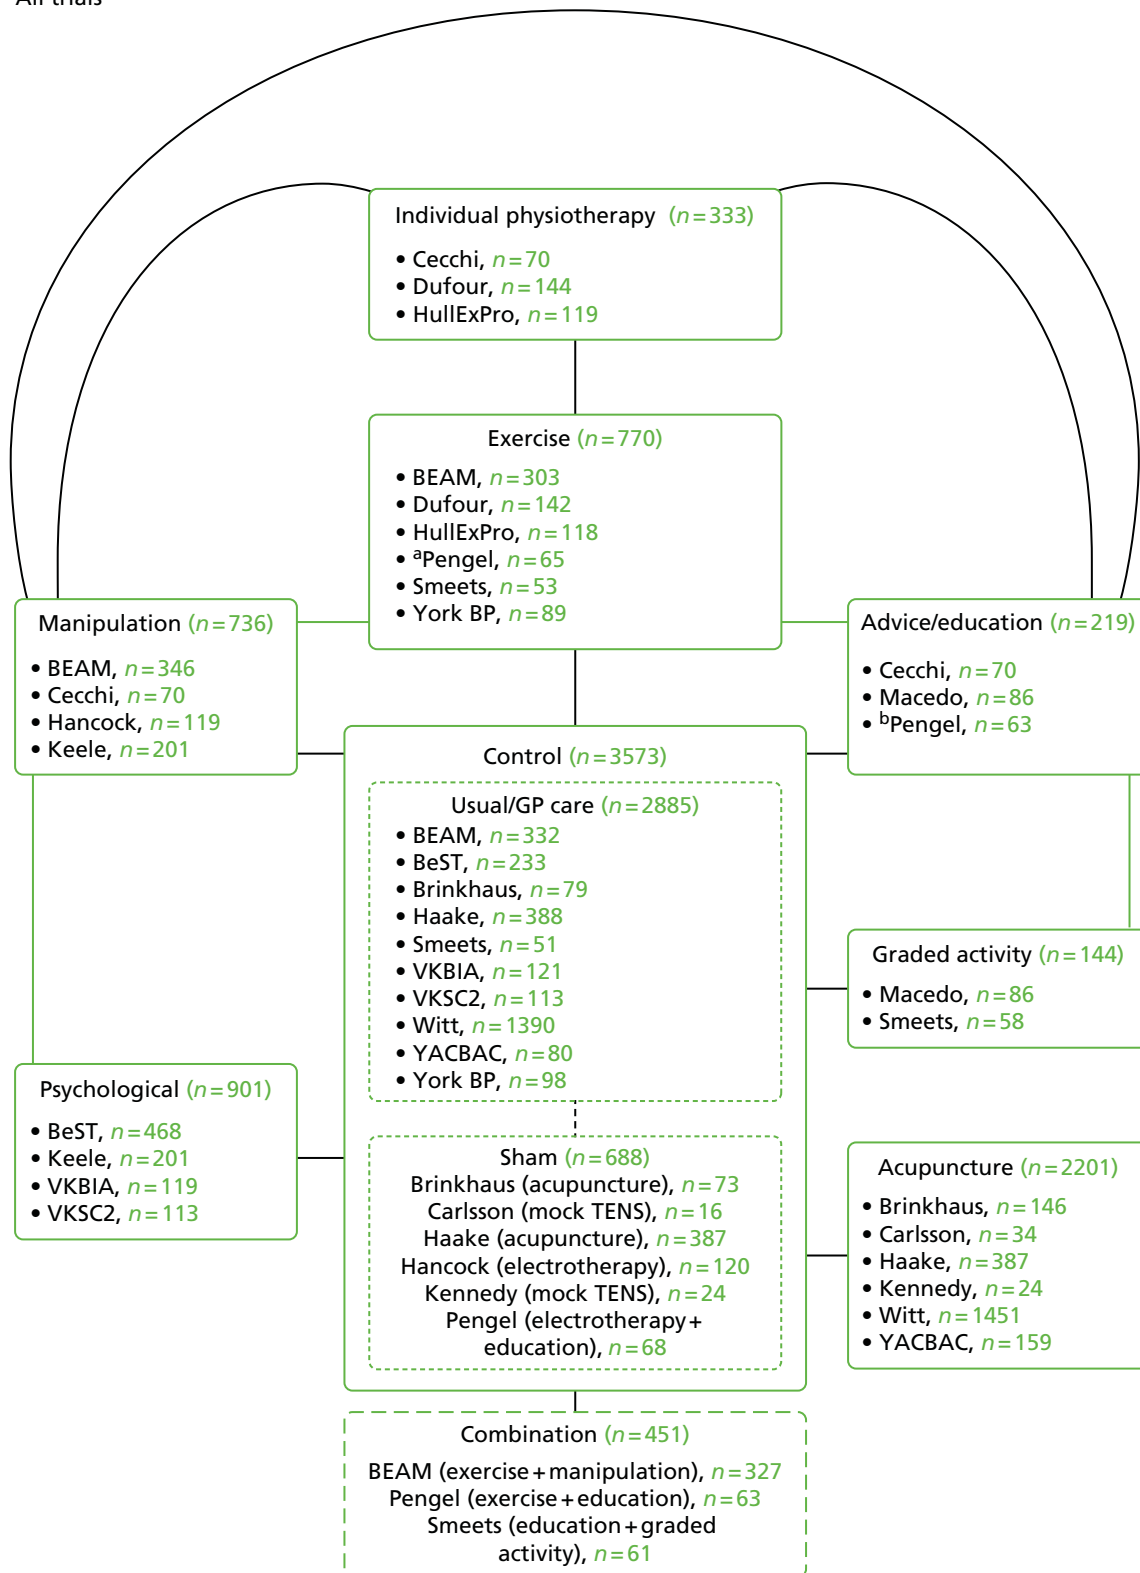 All trials
Individual physiotherapy (n=333)
• Cecchi, n=70
• Dufour, n=144
• HullExPro, n=119
Exercise (n=770)
• BEAM, n=303
• Dufour, n=142
• HullExPro, n=118
• ᵃPengel, n=65
• Smeets, n=53
• York BP, n=89
Manipulation (n=736)
• BEAM, n=346
• Cecchi, n=70
• Hancock, n=119
• Keele, n=201
Advice/education (n=219)
• Cecchi, n=70
• Macedo, n=86
• ᵇPengel, n=63
Control (n=3573)
Usual/GP care (n=2885)
• BEAM, n=332
• BeST, n=233
• Brinkhaus, n=79
• Haake, n=388
• Smeets, n=51
• VKBIA, n=121
• VKSC2, n=113
• Witt, n=1390
• YACBAC, n=80
• York BP, n=98
Graded activity (n=144)
• Macedo, n=86
• Smeets, n=58
Psychological (n=901)
• BeST, n=468
• Keele, n=201
• VKBIA, n=119
• VKSC2, n=113
Sham (n=688)
Brinkhaus (acupuncture), n=73
Carlsson (mock TENS), n=16
Haake (acupuncture), n=387
Hancock (electrotherapy), n=120
Kennedy (mock TENS), n=24
Pengel (electrotherapy+
education), n=68
Acupuncture (n=2201)
• Brinkhaus, n=146
• Carlsson, n=34
• Haake, n=387
• Kennedy, n=24
• Witt, n=1451
• YACBAC, n=159
Combination (n=451)
BEAM (exercise+manipulation), n=327
Pengel (exercise+education), n=63
Smeets (education+graded
activity), n=61